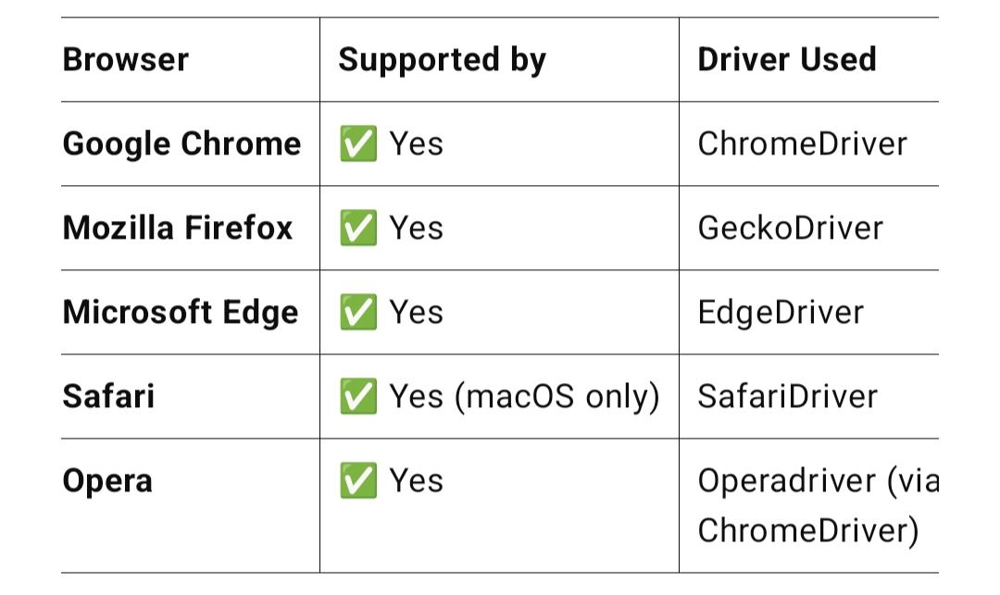 Browser Supported by Driver Used
Google Chrome ✅ Yes ChromeDriver
Mozilla Firefox ✅ Yes GeckoDriver
Microsoft Edge ✅ Yes EdgeDriver
Safari ✅ Yes (macOS only) SafariDriver
Opera ✅ Yes Operadriver (via
ChromeDriver)